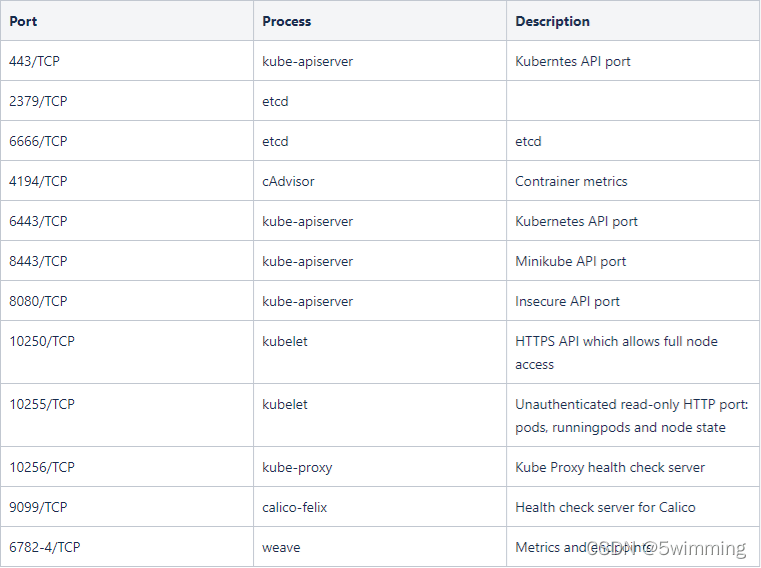 Port Process Description
443/TCP kube-apiserver Kuberntes API port
2379/TCP etcd
6666/TCP etcd etcd
4194/TCP cAdvisor Contrainer metrics
6443/TCP kube-apiserver Kubernetes API port
8443/TCP kube-apiserver Minikube API port
8080/TCP kube-apiserver Insecure API port
10250/TCP kubelet HTTPS API which allows full node
access
10255/TCP kubelet Unauthenticated read-only HTTP port:
pods, runningpods and node state
10256/TCP kube-proxy Kube Proxy health check server
9099/TCP calico-felix Health check server for Calico
6782-4/TCP weave Metrics and endpoints
CSDN @5wimming